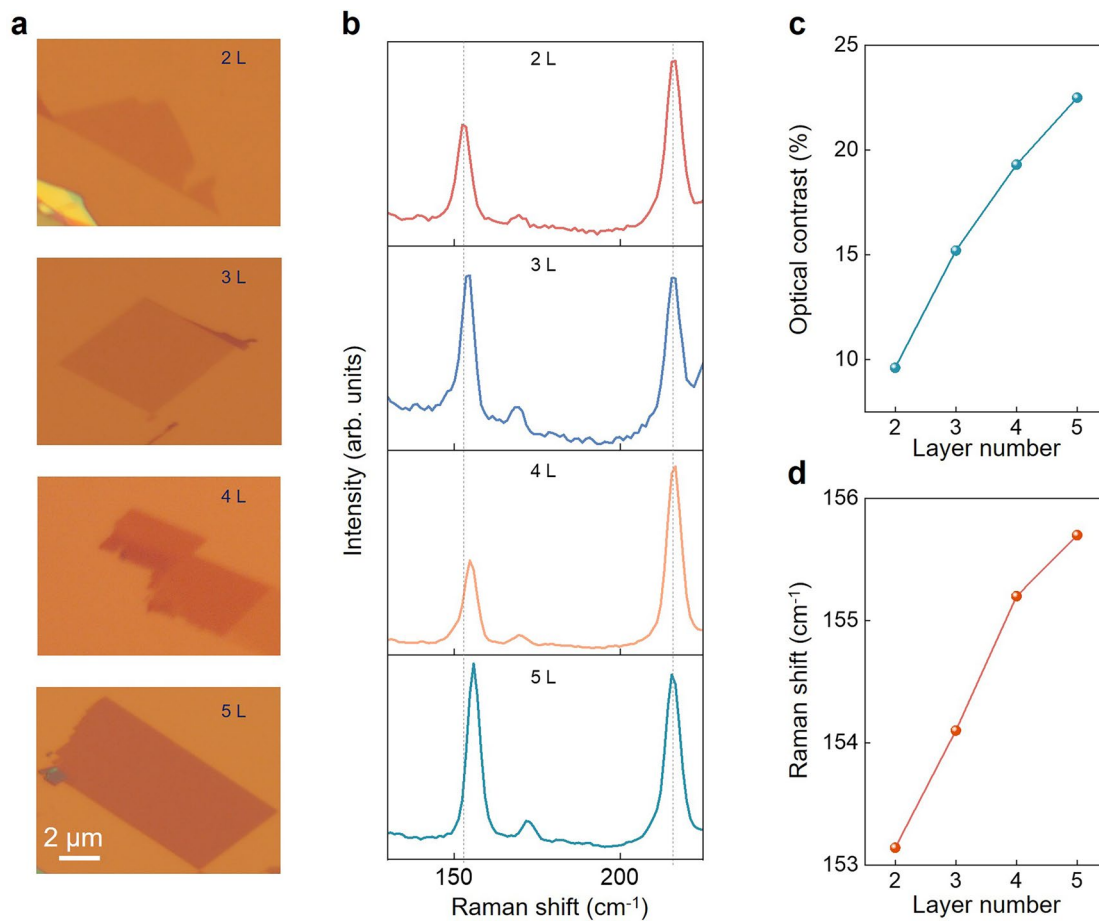 a
2 L
3 L
4 L
5 L
2 μm
b
2 L
3 L
4 L
5 L
Intensity (arb. units)
150
200
Raman shift (cm⁻¹)
c
25
20
15
10
Optical contrast (%)
2 3 4 5
Layer number
d
156
155
154
153
Raman shift (cm⁻¹)
2 3 4 5
Layer number